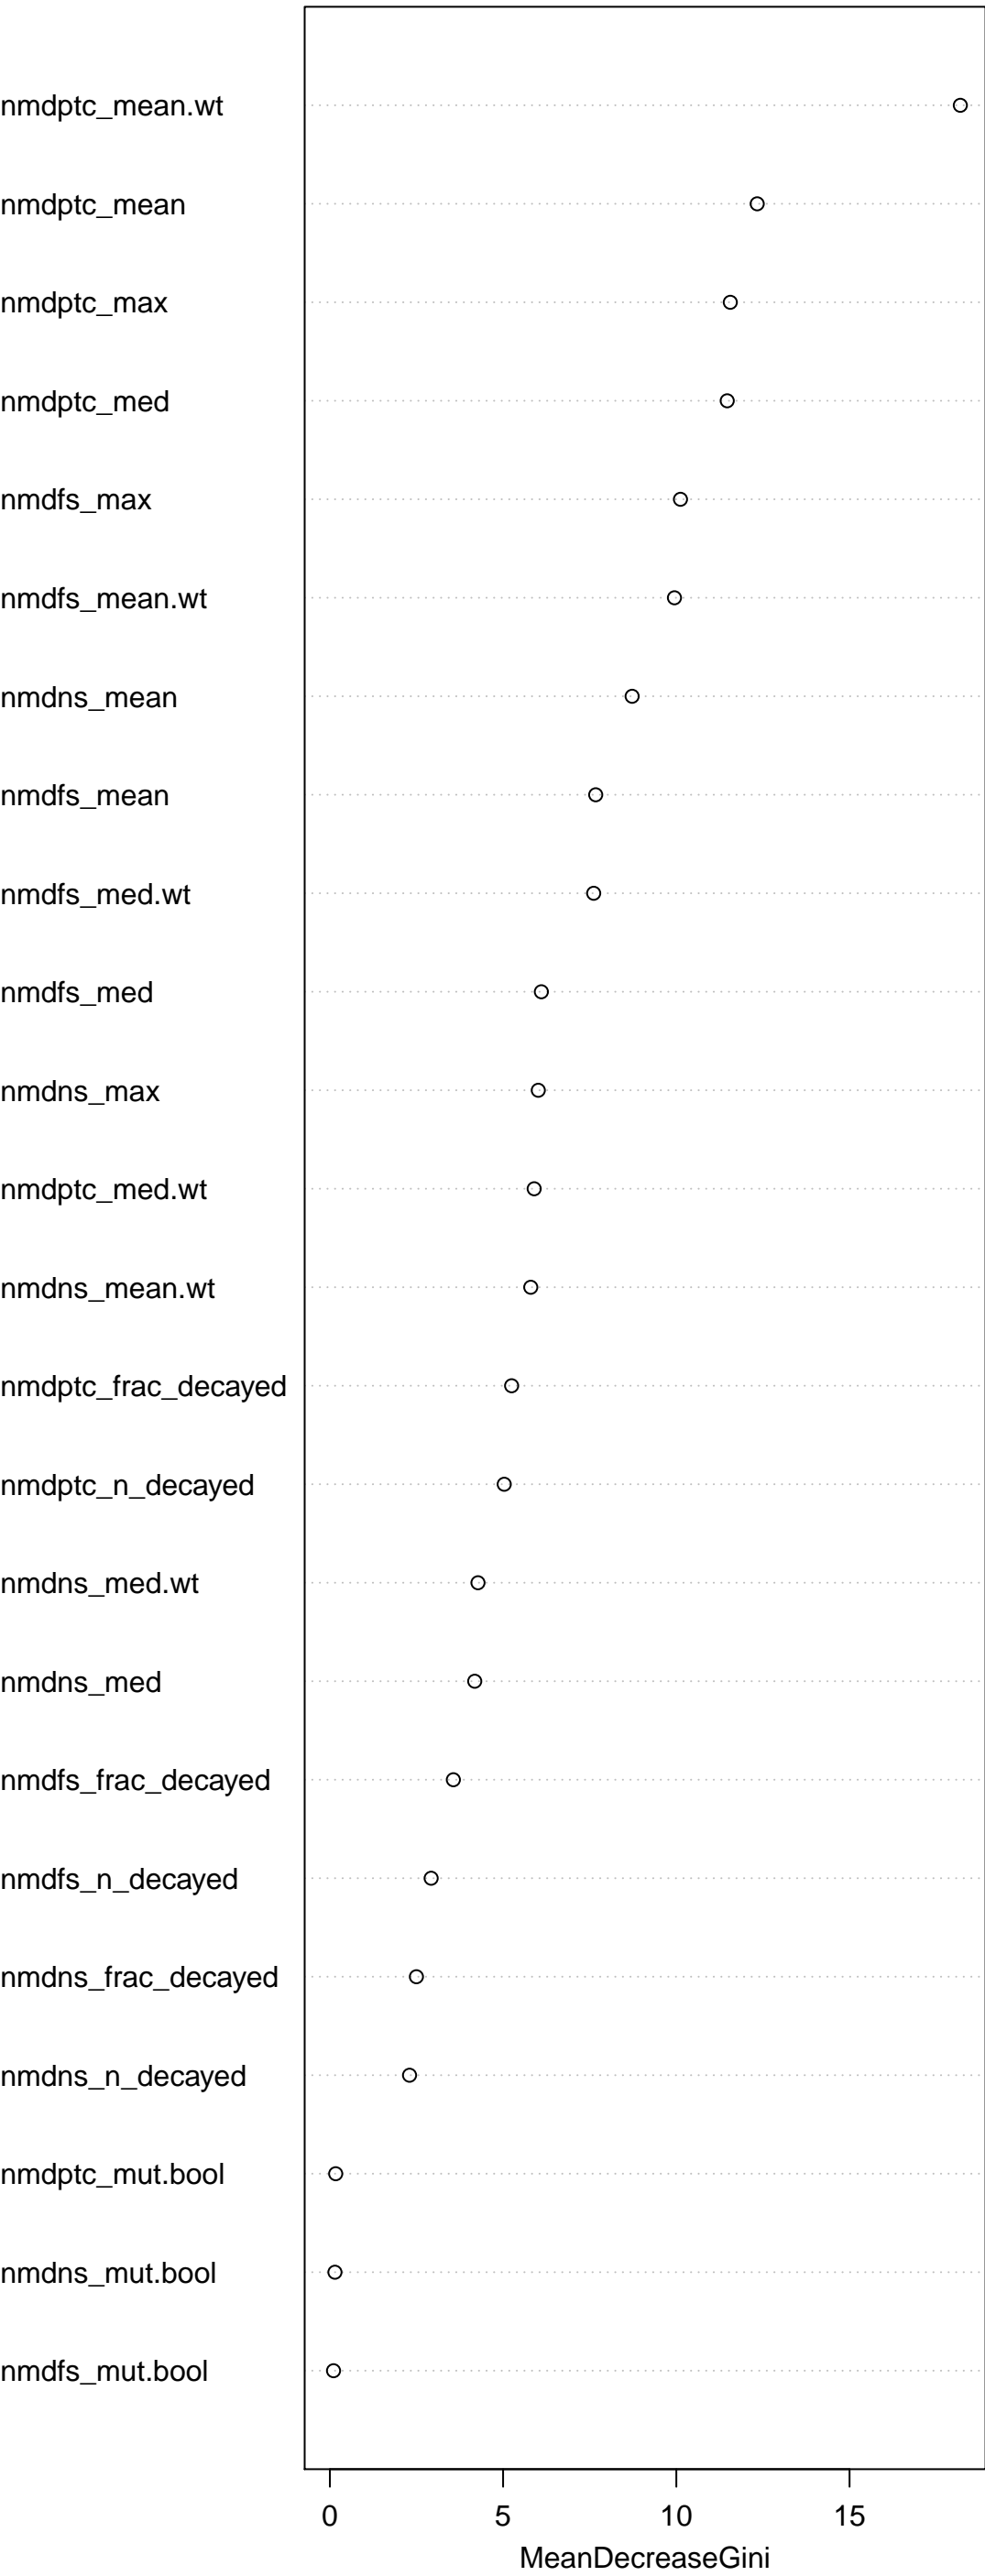 nmdptc_mean.wt
nmdptc_mean
nmdptc_max
nmdptc_med
nmdfs_max
nmdfs_mean.wt
nmdns_mean
nmdfs_mean
nmdfs_med.wt
nmdfs_med
nmdns_max
nmdptc_med.wt
nmdns_mean.wt
nmdptc_frac_decayed
nmdptc_n_decayed
nmdns_med.wt
nmdns_med
nmdfs_frac_decayed
nmdfs_n_decayed
nmdns_frac_decayed
nmdns_n_decayed
nmdptc_mut.bool
nmdns_mut.bool
nmdfs_mut.bool
0 5 10 15
MeanDecreaseGini